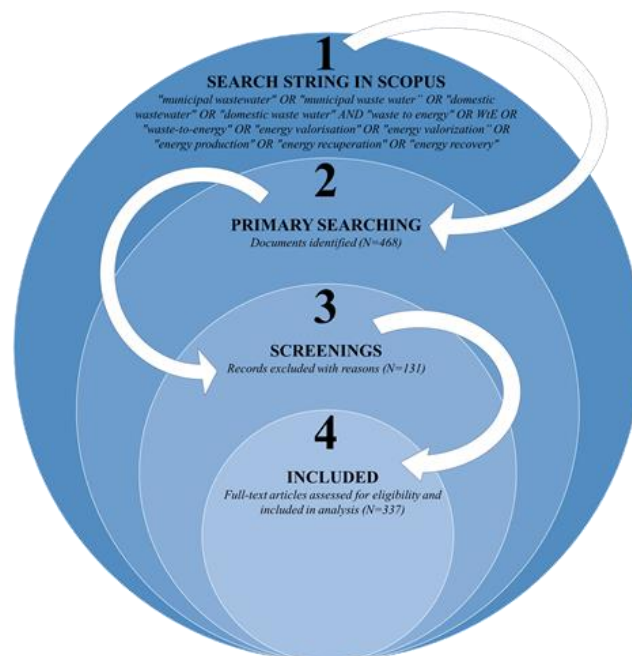 1
SEARCH STRING IN SCOPUS
"municipal wastewater" OR "municipal waste water¨ OR "domestic
wastewater" OR "domestic waste water" AND "waste to energy" OR WtE OR
"waste-to-energy" OR "energy valorisation" OR "energy valorization¨ OR
"energy production" OR "energy recuperation" OR "energy recovery"
2
PRIMARY SEARCHING
Documents identified (N=468)
3
SCREENINGS
Records excluded with reasons (N=131)
4
INCLUDED
Full-text articles assessed for eligibility and
included in analysis (N=337)